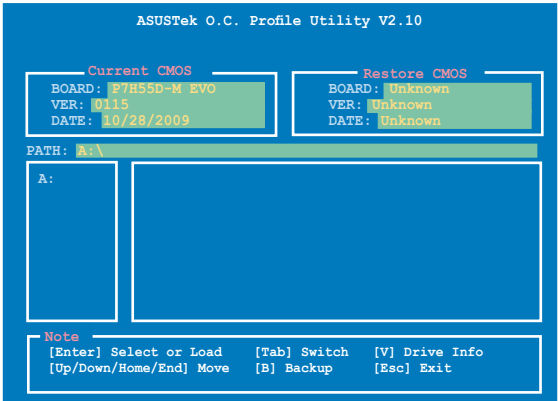 ASUSTek O.C. Profile Utility V2.10
Current CMOS
BOARD: P7H55D-M EVO
VER: 0115
DATE: 10/28/2009
Restore CMOS
BOARD: Unknown
VER: Unknown
DATE: Unknown
PATH: A:\
A:
Note
[Enter] Select or Load [Tab] Switch [V] Drive Info
[Up/Down/Home/End] Move [B] Backup [Esc] Exit